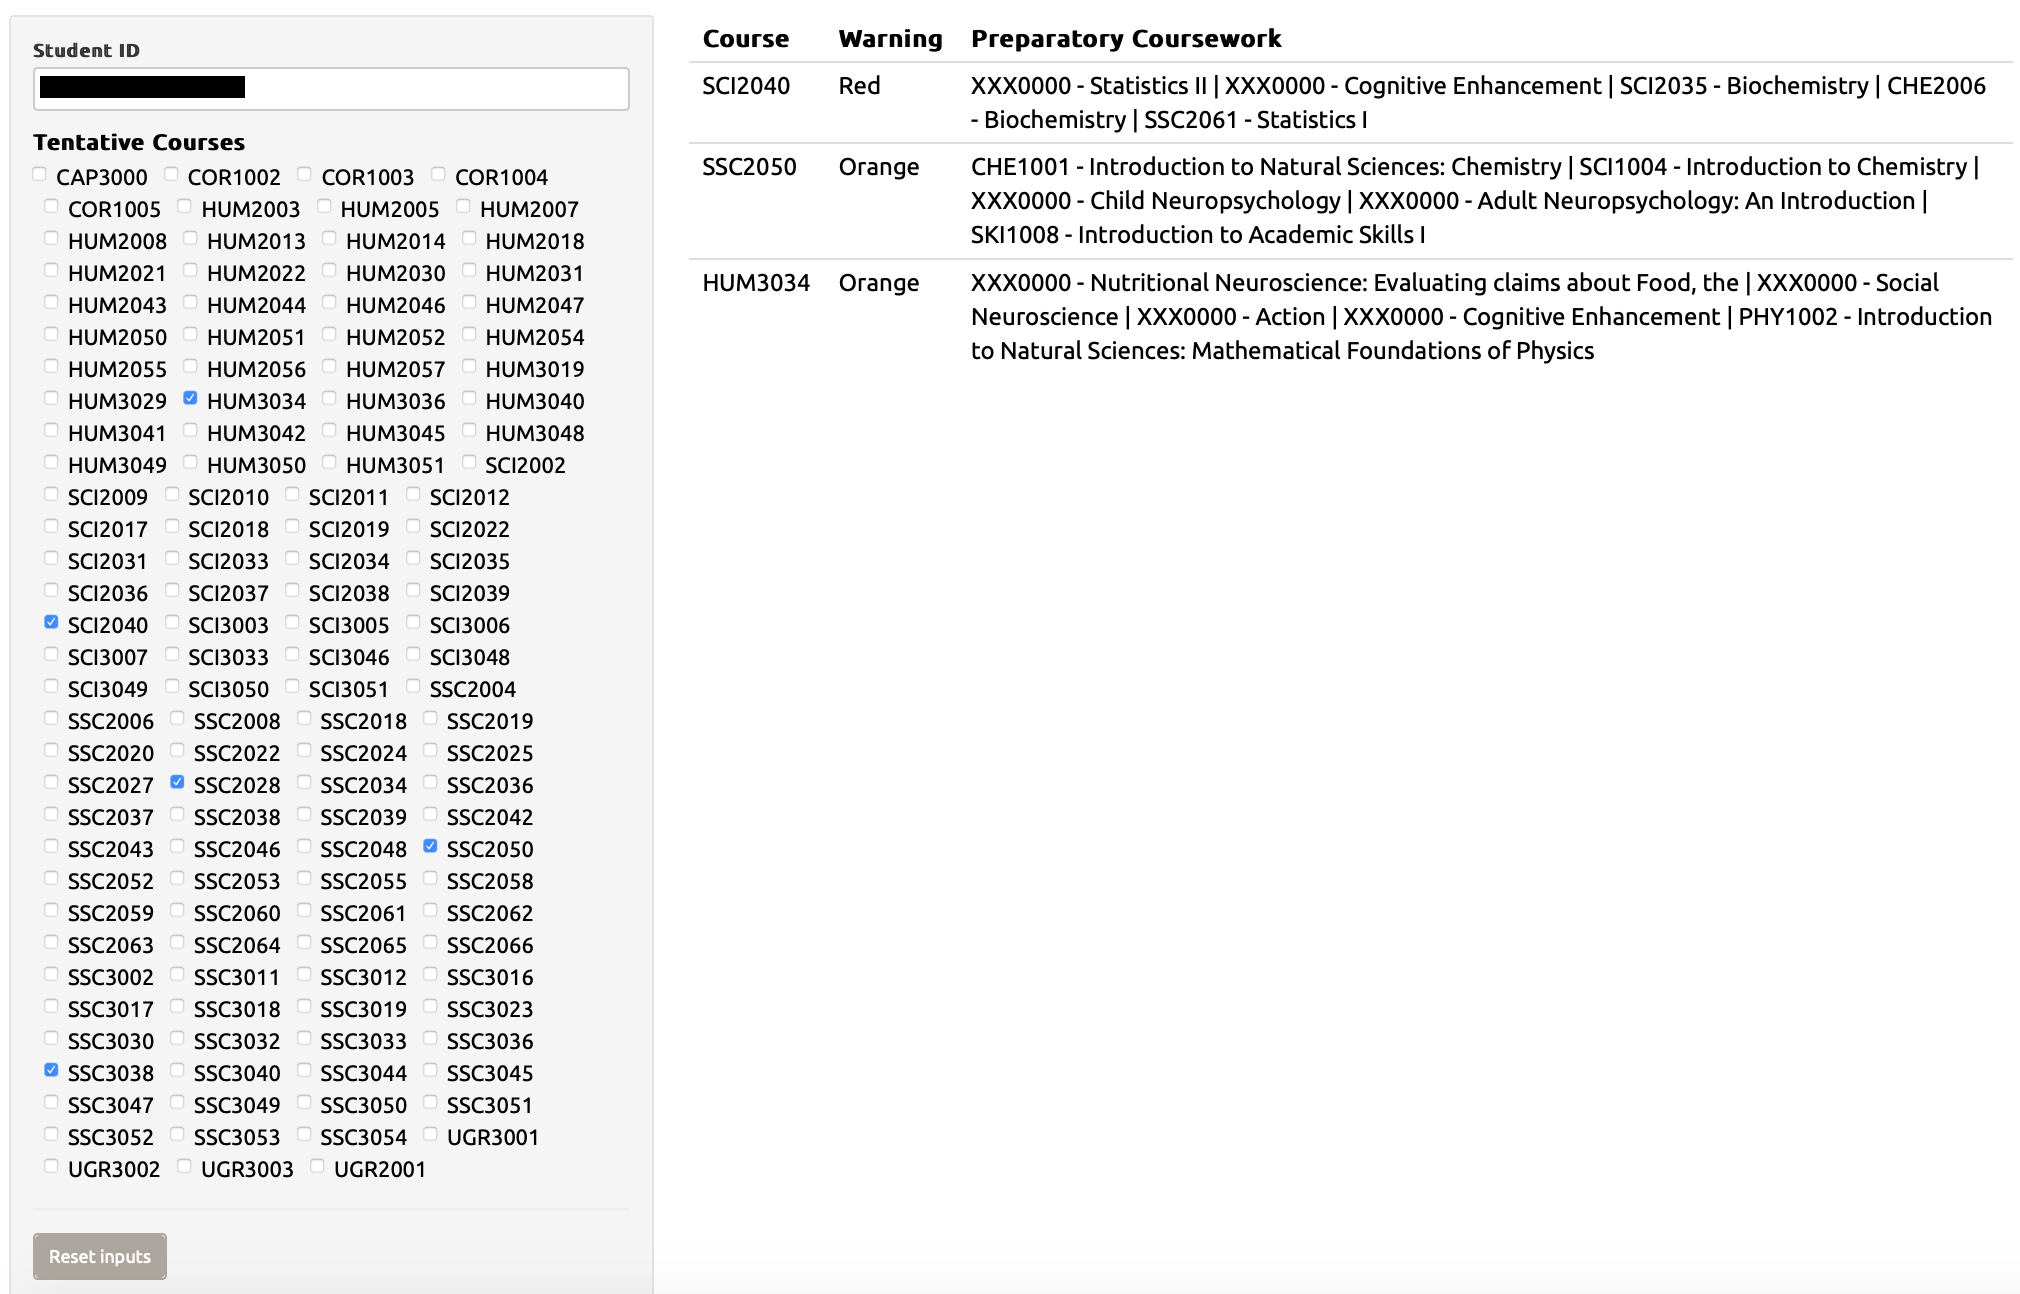 Student ID
Tentative Courses
CAP3000 COR1002 COR1003 COR1004
COR1005 HUM2003 HUM2005 HUM2007
HUM2008 HUM2013 HUM2014 HUM2018
HUM2021 HUM2022 HUM2030 HUM2031
HUM2043 HUM2044 HUM2046 HUM2047
HUM2050 HUM2051 HUM2052 HUM2054
HUM2055 HUM2056 HUM2057 HUM3019
HUM3029 HUM3034 HUM3036 HUM3040
HUM3041 HUM3042 HUM3045 HUM3048
HUM3049 HUM3050 HUM3051 SCI2002
SCI2009 SCI2010 SCI2011 SCI2012
SCI2017 SCI2018 SCI2019 SCI2022
SCI2031 SCI2033 SCI2034 SCI2035
SCI2036 SCI2037 SCI2038 SCI2039
SCI2040 SCI3003 SCI3005 SCI3006
SCI3007 SCI3033 SCI3046 SCI3048
SCI3049 SCI3050 SCI3051 SSC2004
SSC2006 SSC2008 SSC2018 SSC2019
SSC2020 SSC2022 SSC2024 SSC2025
SSC2027 SSC2028 SSC2034 SSC2036
SSC2037 SSC2038 SSC2039 SSC2042
SSC2043 SSC2046 SSC2048 SSC2050
SSC2052 SSC2053 SSC2055 SSC2058
SSC2059 SSC2060 SSC2061 SSC2062
SSC2063 SSC2064 SSC2065 SSC2066
SSC3002 SSC3011 SSC3012 SSC3016
SSC3017 SSC3018 SSC3019 SSC3023
SSC3030 SSC3032 SSC3033 SSC3036
SSC3038 SSC3040 SSC3044 SSC3045
SSC3047 SSC3049 SSC3050 SSC3051
SSC3052 SSC3053 SSC3054 UGR3001
UGR3002 UGR3003 UGR2001
Reset inputs
Course Warning Preparatory Coursework
SCI2040 Red XXX0000 - Statistics II | XXX0000 - Cognitive Enhancement | SCI2035 - Biochemistry | CHE2006
- Biochemistry | SSC2061 - Statistics I
SSC2050 Orange CHE1001 - Introduction to Natural Sciences: Chemistry | SCI1004 - Introduction to Chemistry |
XXX0000 - Child Neuropsychology | XXX0000 - Adult Neuropsychology: An Introduction |
SKI1008 - Introduction to Academic Skills I
HUM3034 Orange XXX0000 - Nutritional Neuroscience: Evaluating claims about Food, the | XXX0000 - Social
Neuroscience | XXX0000 - Action | XXX0000 - Cognitive Enhancement | PHY1002 - Introduction
to Natural Sciences: Mathematical Foundations of Physics